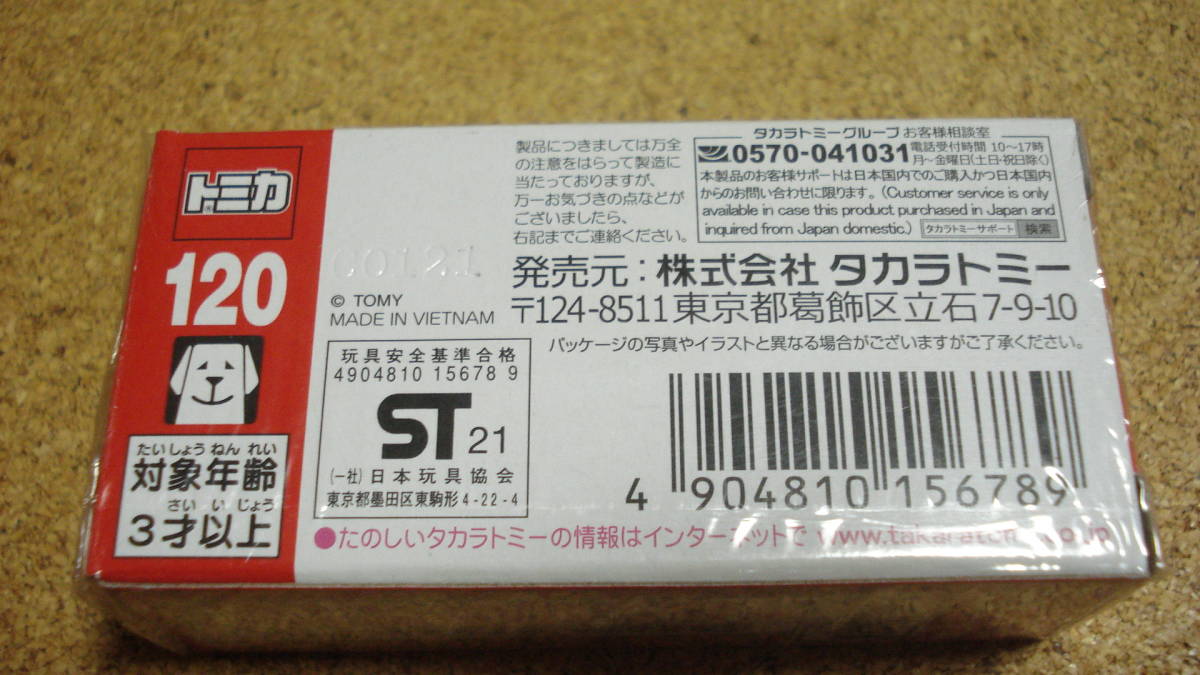 トミカ
120
たいしょうねんれい
対象年齢
さいいじょう
3才以上
製品につきましては万全
の注意をはらって製造に
当たっておりますが、
万一お気づきの点などが
ございましたら、
右記までご連絡ください。
タカラトミーグループ お客様相談室
0570-041031 電話受付時間 10〜17時
月〜金曜日(土日・祝日除く)
本製品のお客様サポートは日本国内でのご購入かつ日本国内
からのお問い合わせに限ります。(Customer service is only
available in case this product purchased in Japan and
inquired from Japan domestic.) タカラトミーサポート 検索
C0121
© TOMY
MADE IN VIETNAM
発売元:株式会社 タカラトミー
〒124-8511 東京都葛飾区立石7-9-10
パッケージの写真やイラストと異なる場合がございますがご了承ください。
玩具安全基準合格
4904810 15678 9
ST 21
(一社)日本玩具協会
東京都墨田区東駒形4-22-4
4 904810 156789
●たのしいタカラトミーの情報はインターネットで www.takaratomy.co.jp